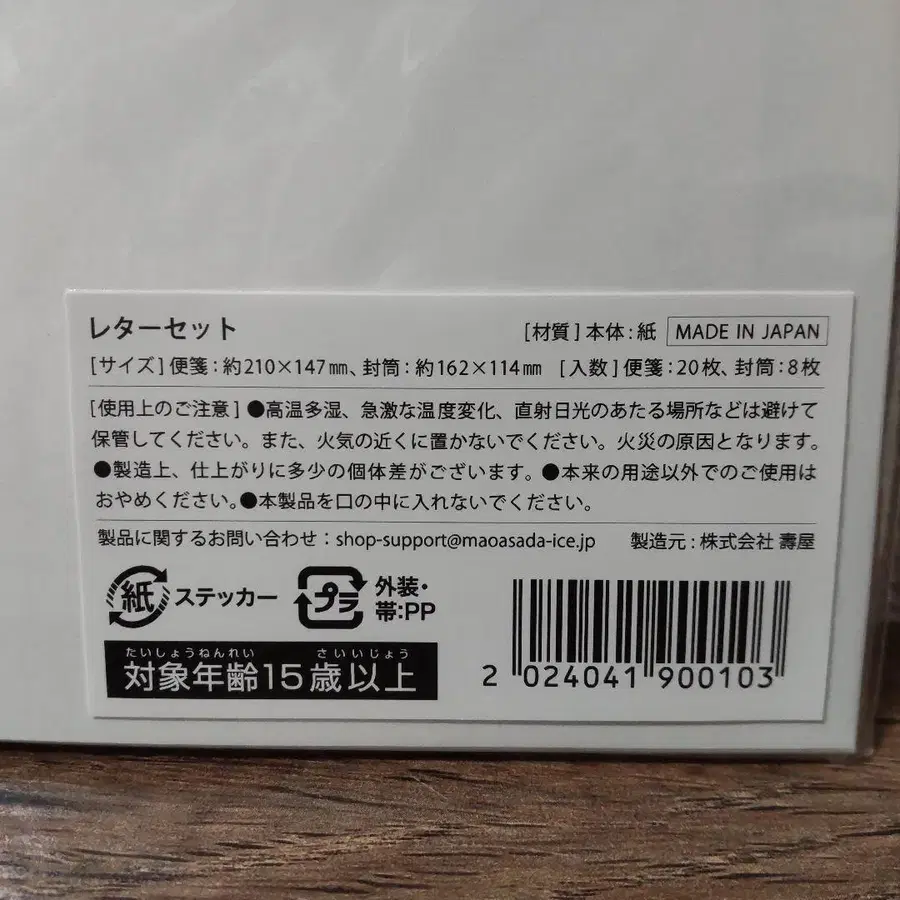 レターセット [材質]本体:紙 MADE IN JAPAN
[サイズ]便箋:約210×147㎜、封筒:約162×114㎜ [入数]便箋:20枚、封筒:8枚
[使用上のご注意]●高温多湿、急激な温度変化、直射日光のあたる場所などは避けて
保管してください。また、火気の近くに置かないでください。火災の原因となります。
●製造上、仕上がりに多少の個体差がございます。●本来の用途以外でのご使用は
おやめください。●本製品を口の中に入れないでください。
製品に関するお問い合わせ:shop-support@maoasada-ice.jp 製造元:株式会社 壽屋
紙 ステッカー プラ 外装・
帯:PP
たいしょうねんれい さいいじょう
対象年齢15歳以上
2 024041 900103